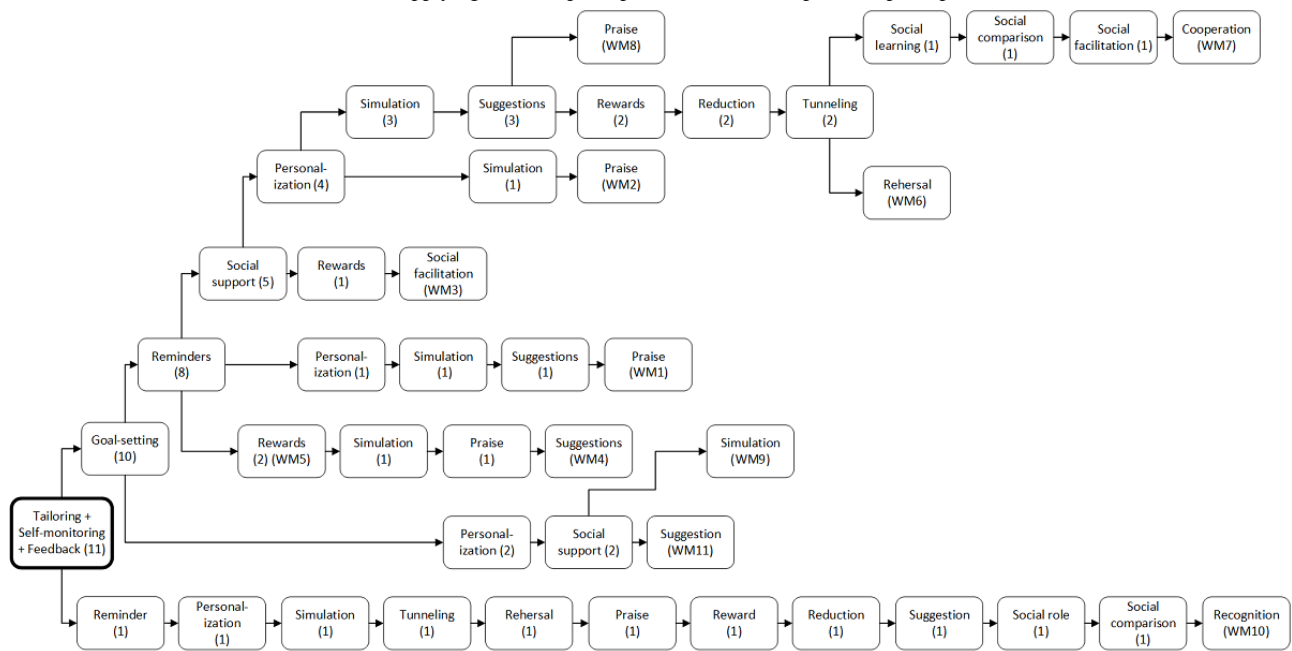 Praise
(WM8)
Social
learning (1)
Social
comparison
(1)
Social
facilitation (1)
Cooperation
(WM7)
Simulation
(3)
Suggestions
(3)
Rewards
(2)
Reduction
(2)
Tunneling
(2)
Personal-
ization (4)
Simulation
(1)
Praise
(WM2)
Rehersal
(WM6)
Social
support (5)
Rewards
(1)
Social
facilitation
(WM3)
Reminders
(8)
Personal-
ization (1)
Simulation
(1)
Suggestions
(1)
Praise
(WM1)
Goal-setting
(10)
Rewards
(2) (WM5)
Simulation
(1)
Praise
(1)
Suggestions
(WM4)
Simulation
(WM9)
Tailoring +
Self-monitoring
+ Feedback (11)
Personal-
ization (2)
Social
support (2)
Suggestion
(WM11)
Reminder
(1)
Personal-
ization
(1)
Simulation
(1)
Tunneling
(1)
Rehersal
(1)
Praise
(1)
Reward
(1)
Reduction
(1)
Suggestion
(1)
Social role
(1)
Social
comparison
(1)
Recognition
(WM10)